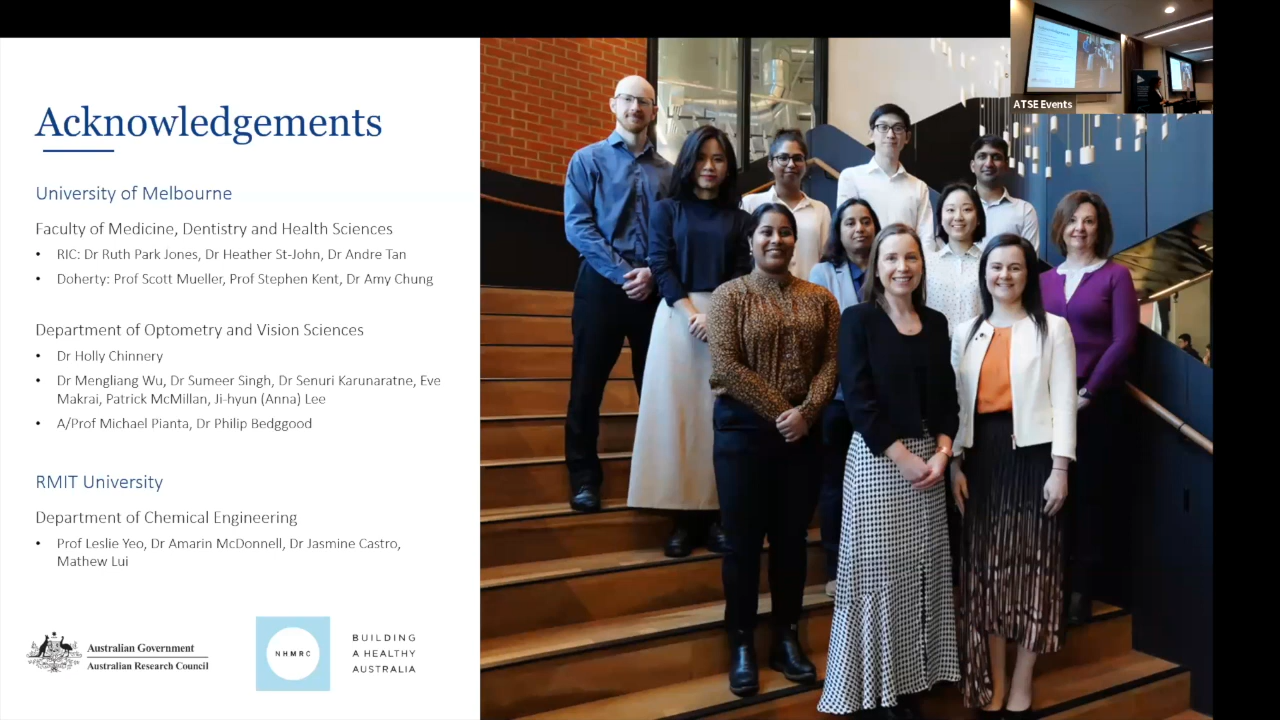 Acknowledgements
University of Melbourne
Faculty of Medicine, Dentistry and Health Sciences
• RIC: Dr Ruth Park Jones, Dr Heather St-John, Dr Andre Tan
• Doherty: Prof Scott Mueller, Prof Stephen Kent, Dr Amy Chung
Department of Optometry and Vision Sciences
• Dr Holly Chinnery
• Dr Mengliang Wu, Dr Sumeer Singh, Dr Senuri Karunaratne, Eve
Makrai, Patrick McMillan, Ji-hyun (Anna) Lee
• A/Prof Michael Pianta, Dr Philip Bedggood
RMIT University
Department of Chemical Engineering
• Prof Leslie Yeo, Dr Amarin McDonnell, Dr Jasmine Castro,
Mathew Lui
Australian Government
Australian Research Council
NHMRC
BUILDING
A HEALTHY
AUSTRALIA
ATSE Events